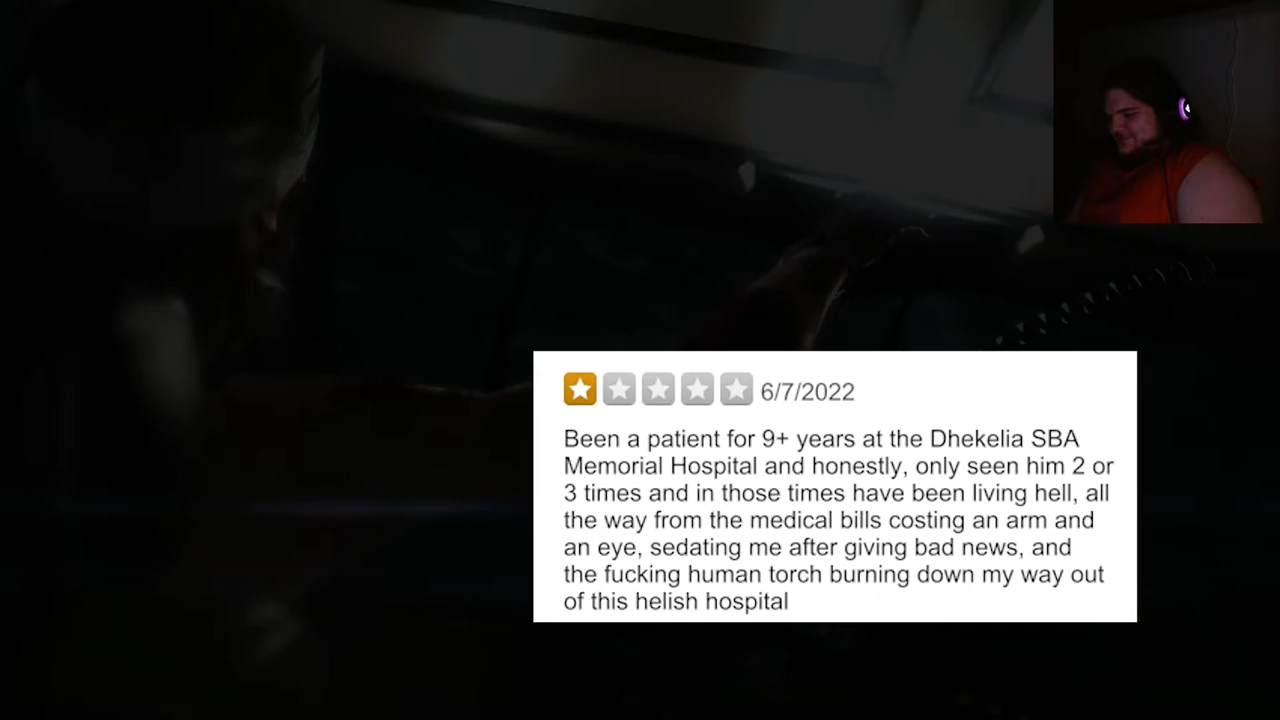 6/7/2022
Been a patient for 9+ years at the Dhekelia SBA
Memorial Hospital and honestly, only seen him 2 or
3 times and in those times have been living hell, all
the way from the medical bills costing an arm and
an eye, sedating me after giving bad news, and
the fucking human torch burning down my way out
of this helish hospital